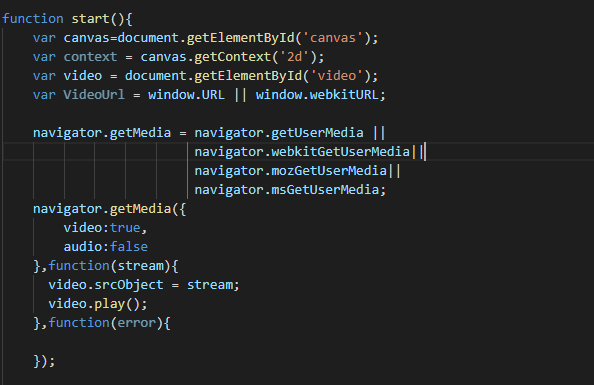 function start(){
    var canvas=document.getElementById('canvas');
    var context = canvas.getContext('2d');
    var video = document.getElementById('video');
    var VideoUrl = window.URL || window.webkitURL;

    navigator.getMedia = navigator.getUserMedia ||
                         navigator.webkitGetUserMedia||
                         navigator.mozGetUserMedia||
                         navigator.msGetUserMedia;
    navigator.getMedia({
        video:true,
        audio:false
    },function(stream){
      video.srcObject = stream;
      video.play();
    },function(error){

    });